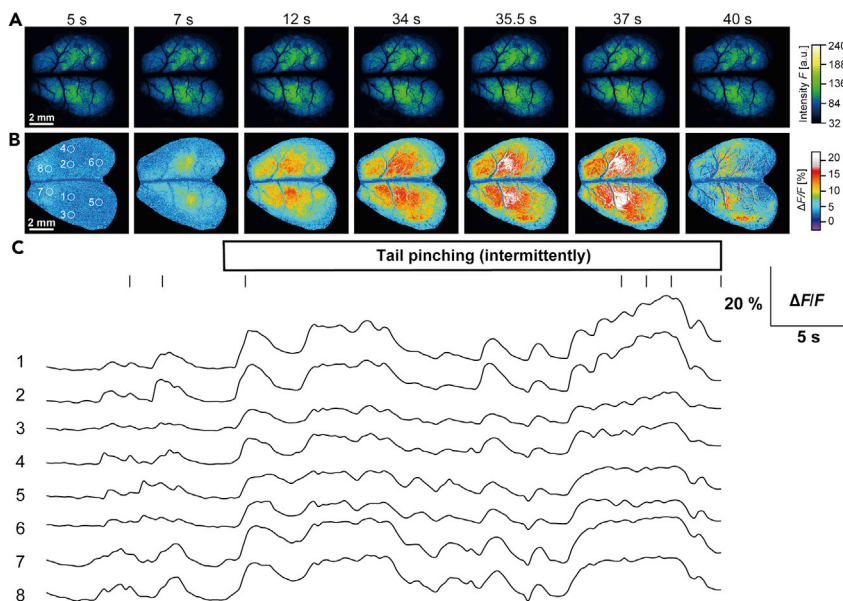 A
5 s 7 s 12 s 34 s 35.5 s 37 s 40 s
2 mm
Intensity F [a.u.]
240
188
136
84
32
B
4
2
6
8
7
1
5
3
2 mm
ΔF/F [%]
20
15
10
5
0
C
Tail pinching (intermittently)
20 %
ΔF/F
5 s
1
2
3
4
5
6
7
8